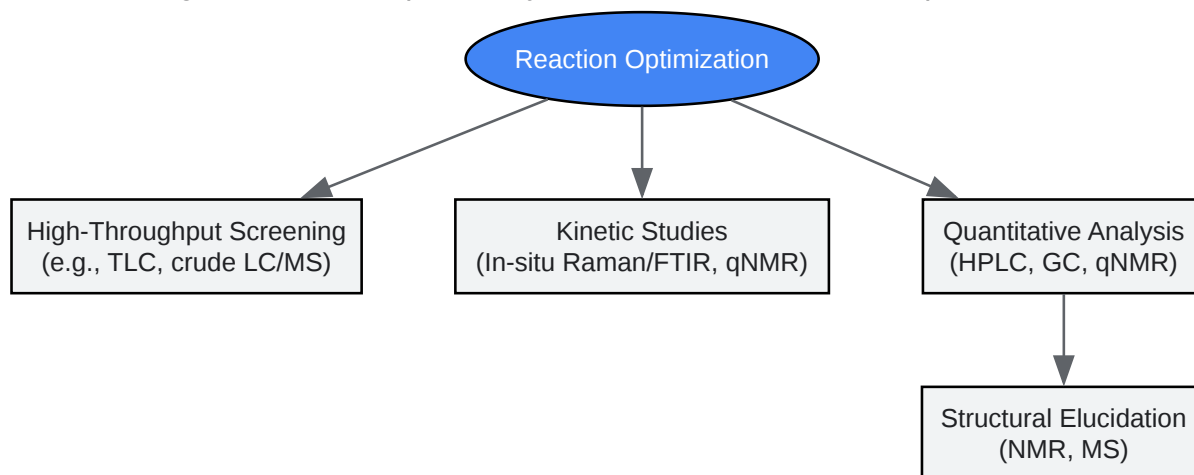 Reaction Optimization
High-Throughput Screening
(e.g., TLC, crude LC/MS)
Kinetic Studies
(In-situ Raman/FTIR, qNMR)
Quantitative Analysis
(HPLC, GC, qNMR)
Structural Elucidation
(NMR, MS)